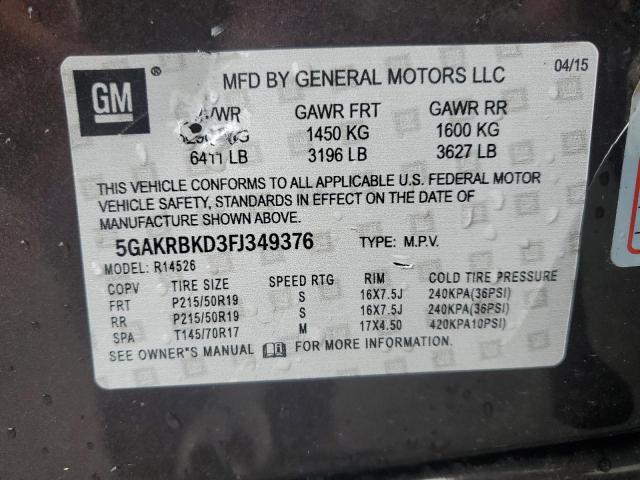 GM ®
MFD BY GENERAL MOTORS LLC
04/15
GAWR FRT GAWR RR
1450 KG 1600 KG
6411 LB 3196 LB 3627 LB
THIS VEHICLE CONFORMS TO ALL APPLICABLE U.S. FEDERAL MOTOR
VEHICLE SAFETY, STANDARDS IN EFFECT ON THE DATE OF
MANUFACTURE SHOWN ABOVE.
5GAKRBKD3FJ349376 TYPE: M.P.V.
MODEL: R14526
COPV TIRE SIZE SPEED RTG RIM COLD TIRE PRESSURE
FRT P215/50R19 S 16X7.5J 240KPA(36PSI)
RR P215/50R19 S 16X7.5J 240KPA(36PSI)
SPA T145/70R17 M 17X4.50 420KPA10PSI)
SEE OWNER'S MANUAL FOR MORE INFORMATION.